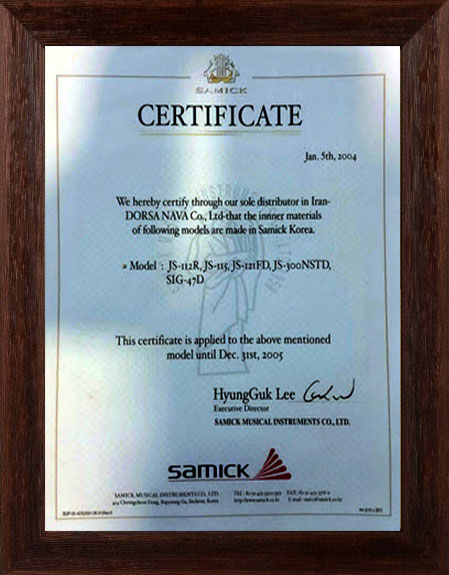 SAMICK
CERTIFICATE
Jan. 5th, 2004
We hereby certify through our sole distributor in Iran-
DORSA NAVA Co., Ltd-that the innner materials
of following models are made in Samick Korea.
* Model : JS-112R, JS-115, JS-121FD, JS-300NSTD,
SIG-47D
This certificate is applied to the above mentioned
model until Dec. 31st, 2005
HyungGuk Lee
Executive Director
SAMICK MUSICAL INSTRUMENTS CO., LTD.
samick
SAMICK MUSICAL INSTRUMENTS CO., LTD.